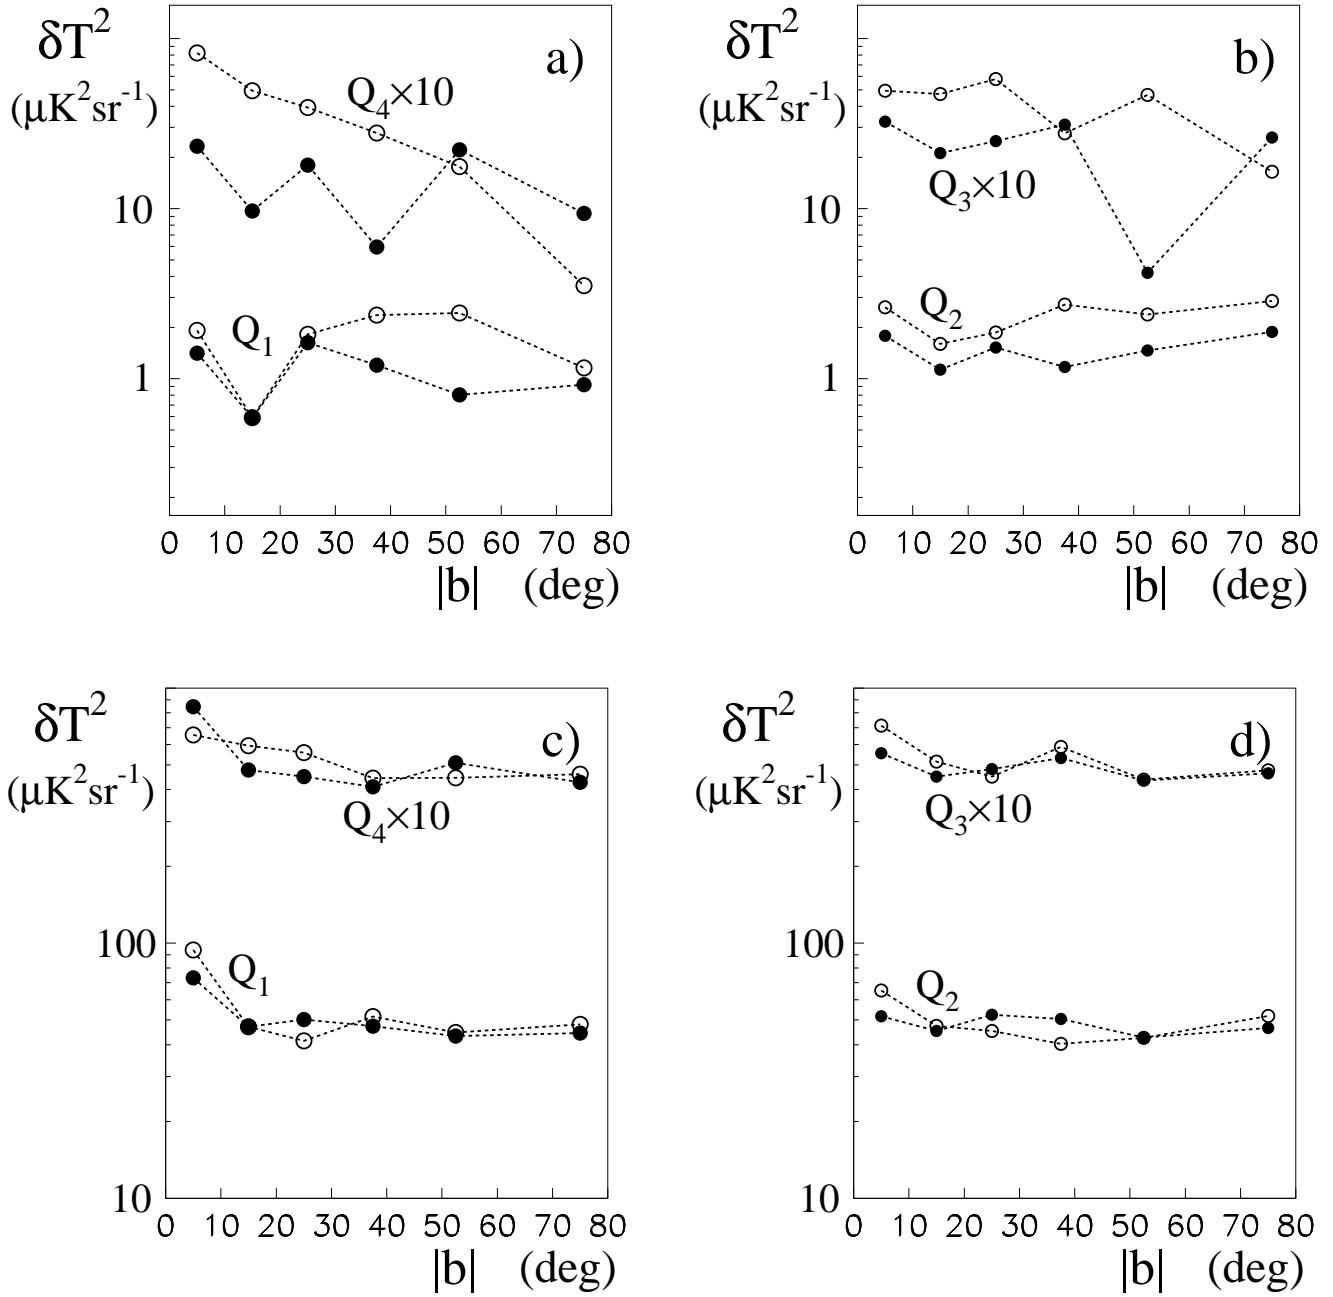 δT² a)
(μK²sr⁻¹) Q₄×10
10
Q₁
1
0 10 20 30 40 50 60 70 80
|b| (deg)
δT² b)
(μK²sr⁻¹)
Q₃×10
10
Q₂
1
0 10 20 30 40 50 60 70 80
|b| (deg)
δT² c)
(μK²sr⁻¹)
Q₄×10
100
Q₁
10
0 10 20 30 40 50 60 70 80
|b| (deg)
δT² d)
(μK²sr⁻¹)
Q₃×10
100
Q₂
10
0 10 20 30 40 50 60 70 80
|b| (deg)